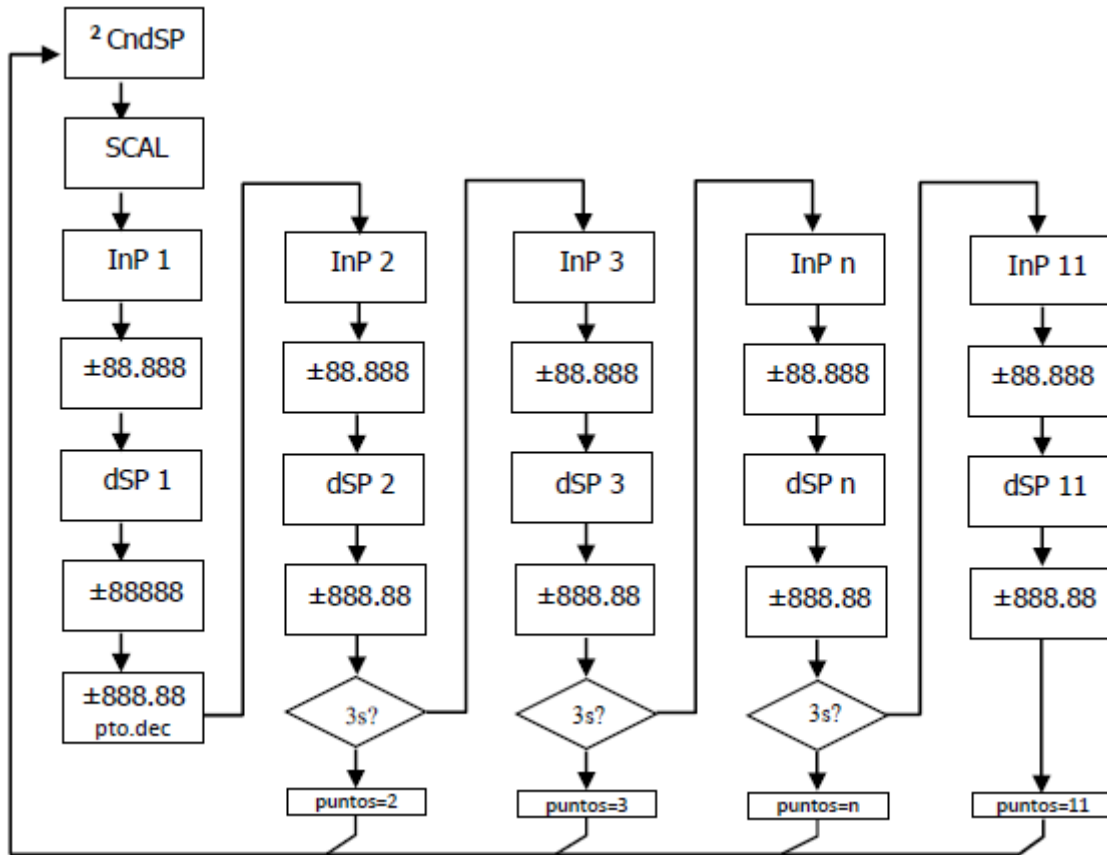 ² CndSP
SCAL
InP 1
±88.888
dSP 1
±88888
±888.88
pto.dec
InP 2
±88.888
dSP 2
±888.88
3s?
puntos=2
InP 3
±88.888
dSP 3
±888.88
3s?
puntos=3
InP n
±88.888
dSP n
±888.88
3s?
puntos=n
InP 11
±88.888
dSP 11
±888.88
puntos=11